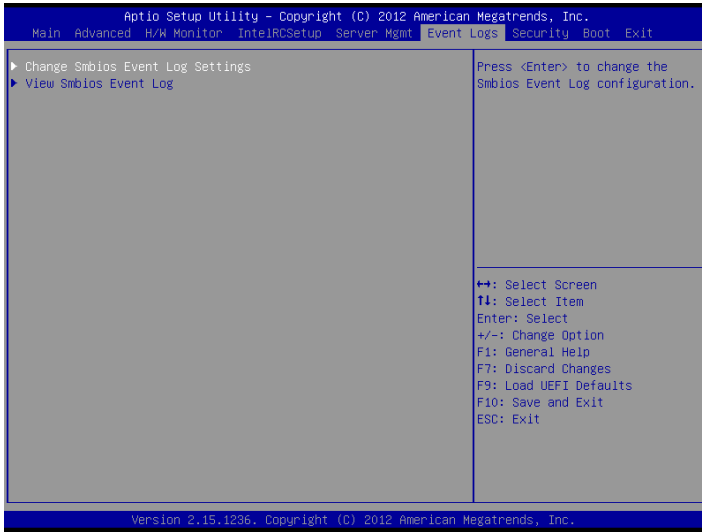 Aptio Setup Utility – Copyright (C) 2012 American Megatrends, Inc.
Main Advanced H/W Monitor IntelRCSetup Server Mgmt Event Logs Security Boot Exit
▶ Change Smbios Event Log Settings
▶ View Smbios Event Log
Press <Enter> to change the
Smbios Event Log configuration.
↔: Select Screen
↑↓: Select Item
Enter: Select
+/-: Change Option
F1: General Help
F7: Discard Changes
F9: Load UEFI Defaults
F10: Save and Exit
ESC: Exit
Version 2.15.1236. Copyright (C) 2012 American Megatrends, Inc.